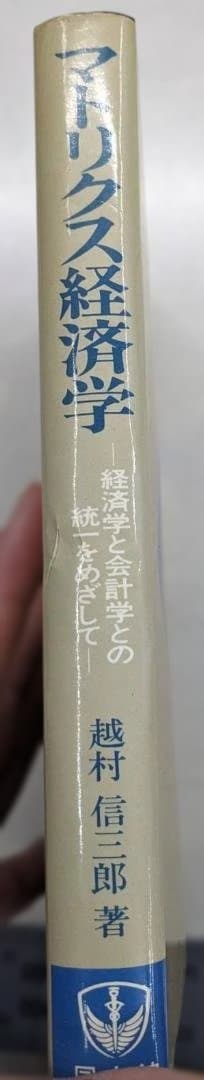 マトリクス経済学
―経済学と会計学との
統一をめざして―
越村信三郎著